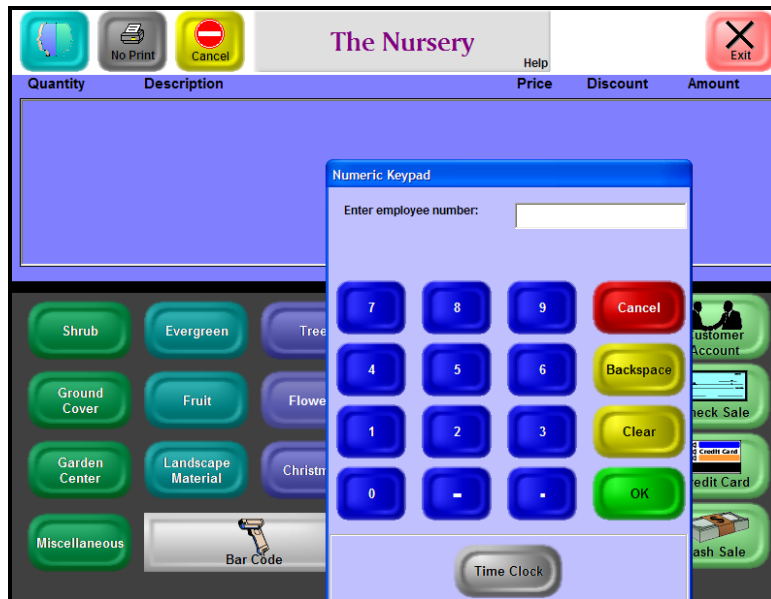 No Print
Cancel
The Nursery
Help
Exit
Quantity Description Price Discount Amount
Numeric Keypad
Enter employee number:
7 8 9 Cancel
4 5 6 Backspace
1 2 3 Clear
0 - . OK
Time Clock
Shrub Evergreen Tree
Ground
Cover
Fruit
Flowe
Garden
Center
Landscape
Material
Christm
Miscellaneous
Bar Code
ustomer
Account
heck Sale
Credit Card
redit Card
ash Sale